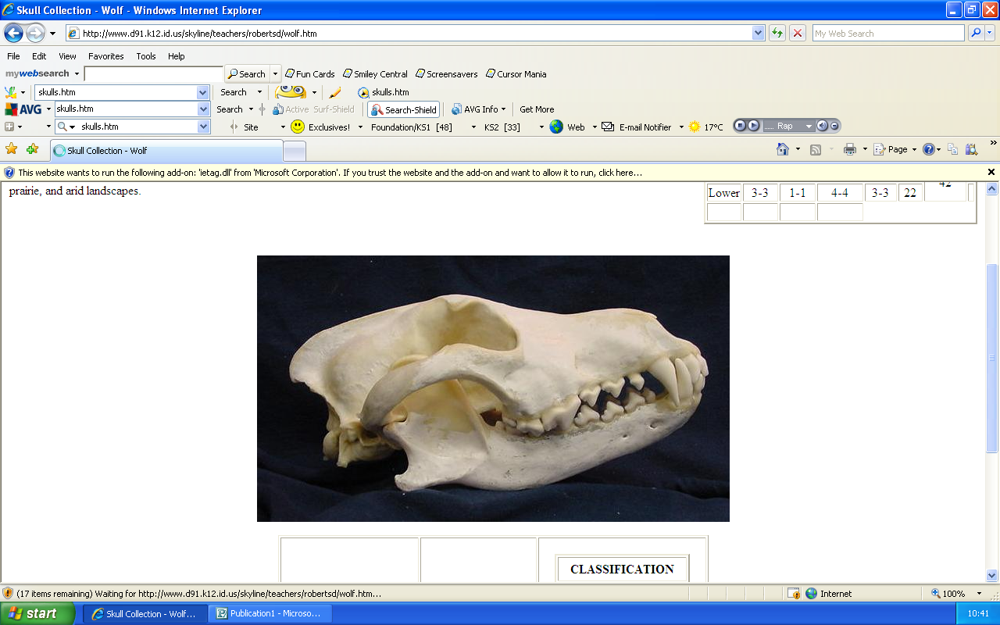 Skull Collection - Wolf - Windows Internet Explorer
http://www.d91.k12.id.us/skyline/teachers/robertsd/wolf.htm
My Web Search
File Edit View Favorites Tools Help
mywebsearch Search Fun Cards Smiley Central Screensavers Cursor Mania
skulls.htm Search skulls.htm
AVG skulls.htm Search Active Surf-Shield Search-Shield AVG Info Get More
skulls.htm Site Exclusives! Foundation/KS1 [48] KS2 [33] Web E-mail Notifier 17°C ..... Rap
Skull Collection - Wolf Page
This website wants to run the following add-on: 'ietag.dll' from 'Microsoft Corporation'. If you trust the website and the add-on and want to allow it to run, click here...
prairie, and arid landscapes.
Lower 3-3 1-1 4-4 3-3 22 42
CLASSIFICATION
(17 items remaining) Waiting for http://www.d91.k12.id.us/skyline/teachers/robertsd/wolf.htm... Internet 100%
start Skull Collection - Wolf... Publication1 - Microso... 10:41